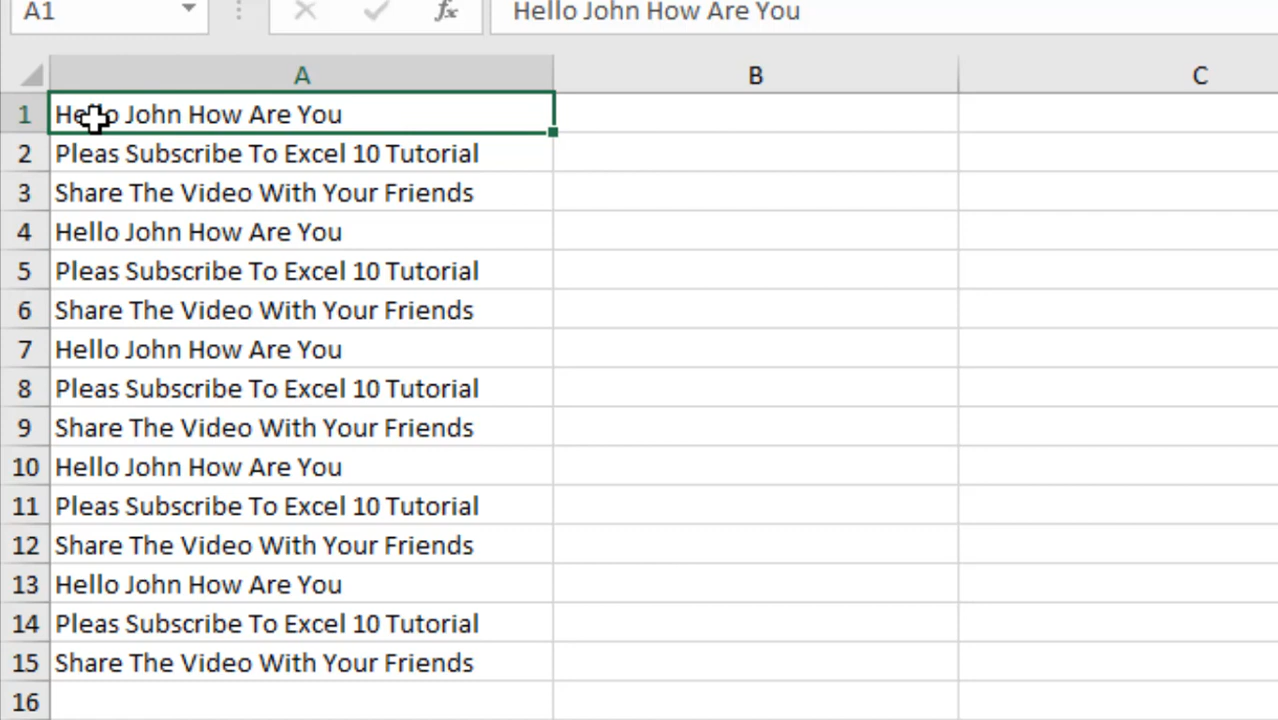 A1
fx
Hello John How Are You
A
B
C
1
Hello John How Are You
2
Pleas Subscribe To Excel 10 Tutorial
3
Share The Video With Your Friends
4
Hello John How Are You
5
Pleas Subscribe To Excel 10 Tutorial
6
Share The Video With Your Friends
7
Hello John How Are You
8
Pleas Subscribe To Excel 10 Tutorial
9
Share The Video With Your Friends
10
Hello John How Are You
11
Pleas Subscribe To Excel 10 Tutorial
12
Share The Video With Your Friends
13
Hello John How Are You
14
Pleas Subscribe To Excel 10 Tutorial
15
Share The Video With Your Friends
16